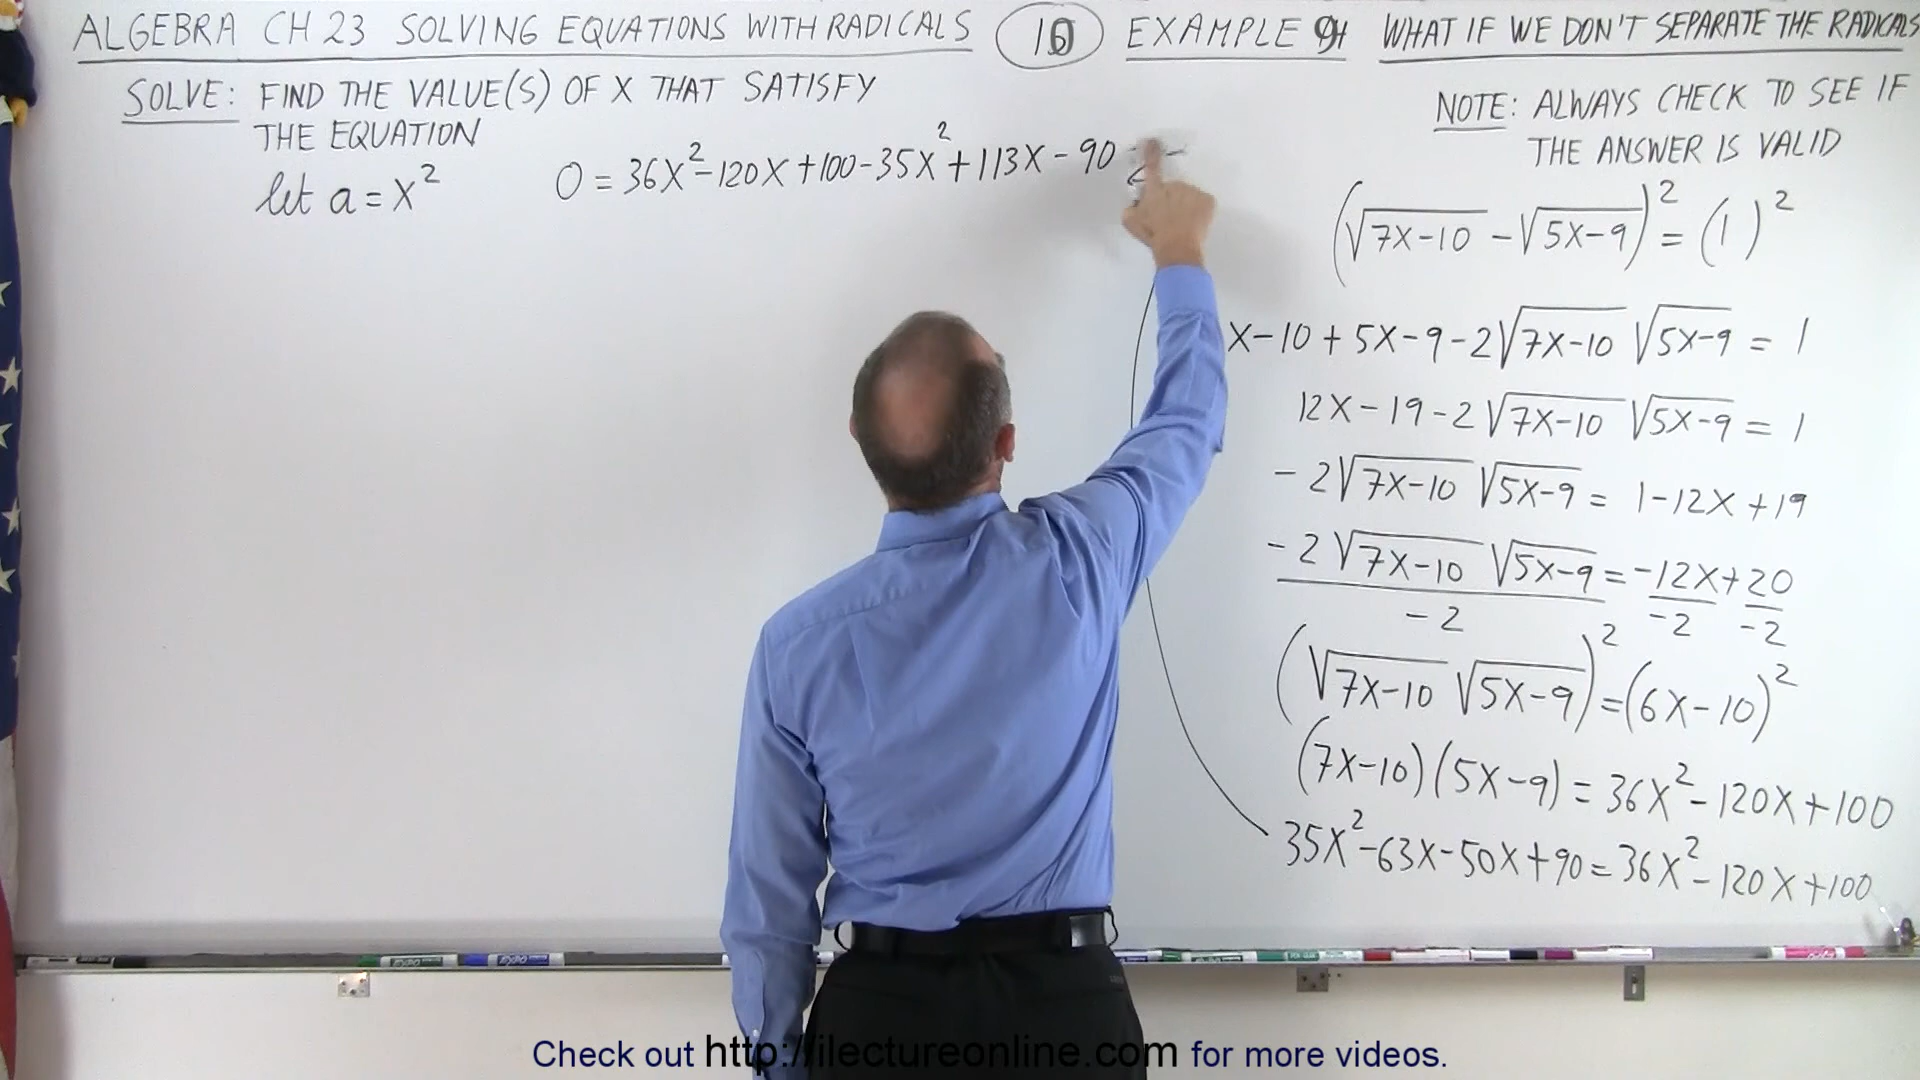 ALGEBRA CH 23 SOLVING EQUATIONS WITH RADICALS 10 EXAMPLE 9 WHAT IF WE DON'T SEPARATE THE RADICALS
SOLVE: FIND THE VALUE(S) OF X THAT SATISFY
THE EQUATION
let a = x²
0 = 36x² - 120x + 100 - 35x² + 113x - 90
NOTE: ALWAYS CHECK TO SEE IF
THE ANSWER IS VALID
(√7x-10 - √5x-9)² = (1)²
x - 10 + 5x - 9 - 2√7x-10 √5x-9 = 1
12x - 19 - 2√7x-10 √5x-9 = 1
- 2√7x-10 √5x-9 = 1 - 12x + 19
- 2√7x-10 √5x-9 = -12x + 20
-2 -2 -2
(√7x-10 √5x-9)² = (6x - 10)²
(7x-10)(5x-9) = 36x² - 120x + 100
35x² - 63x - 50x + 90 = 36x² - 120x + 100
Check out http://ilectureonline.com for more videos.